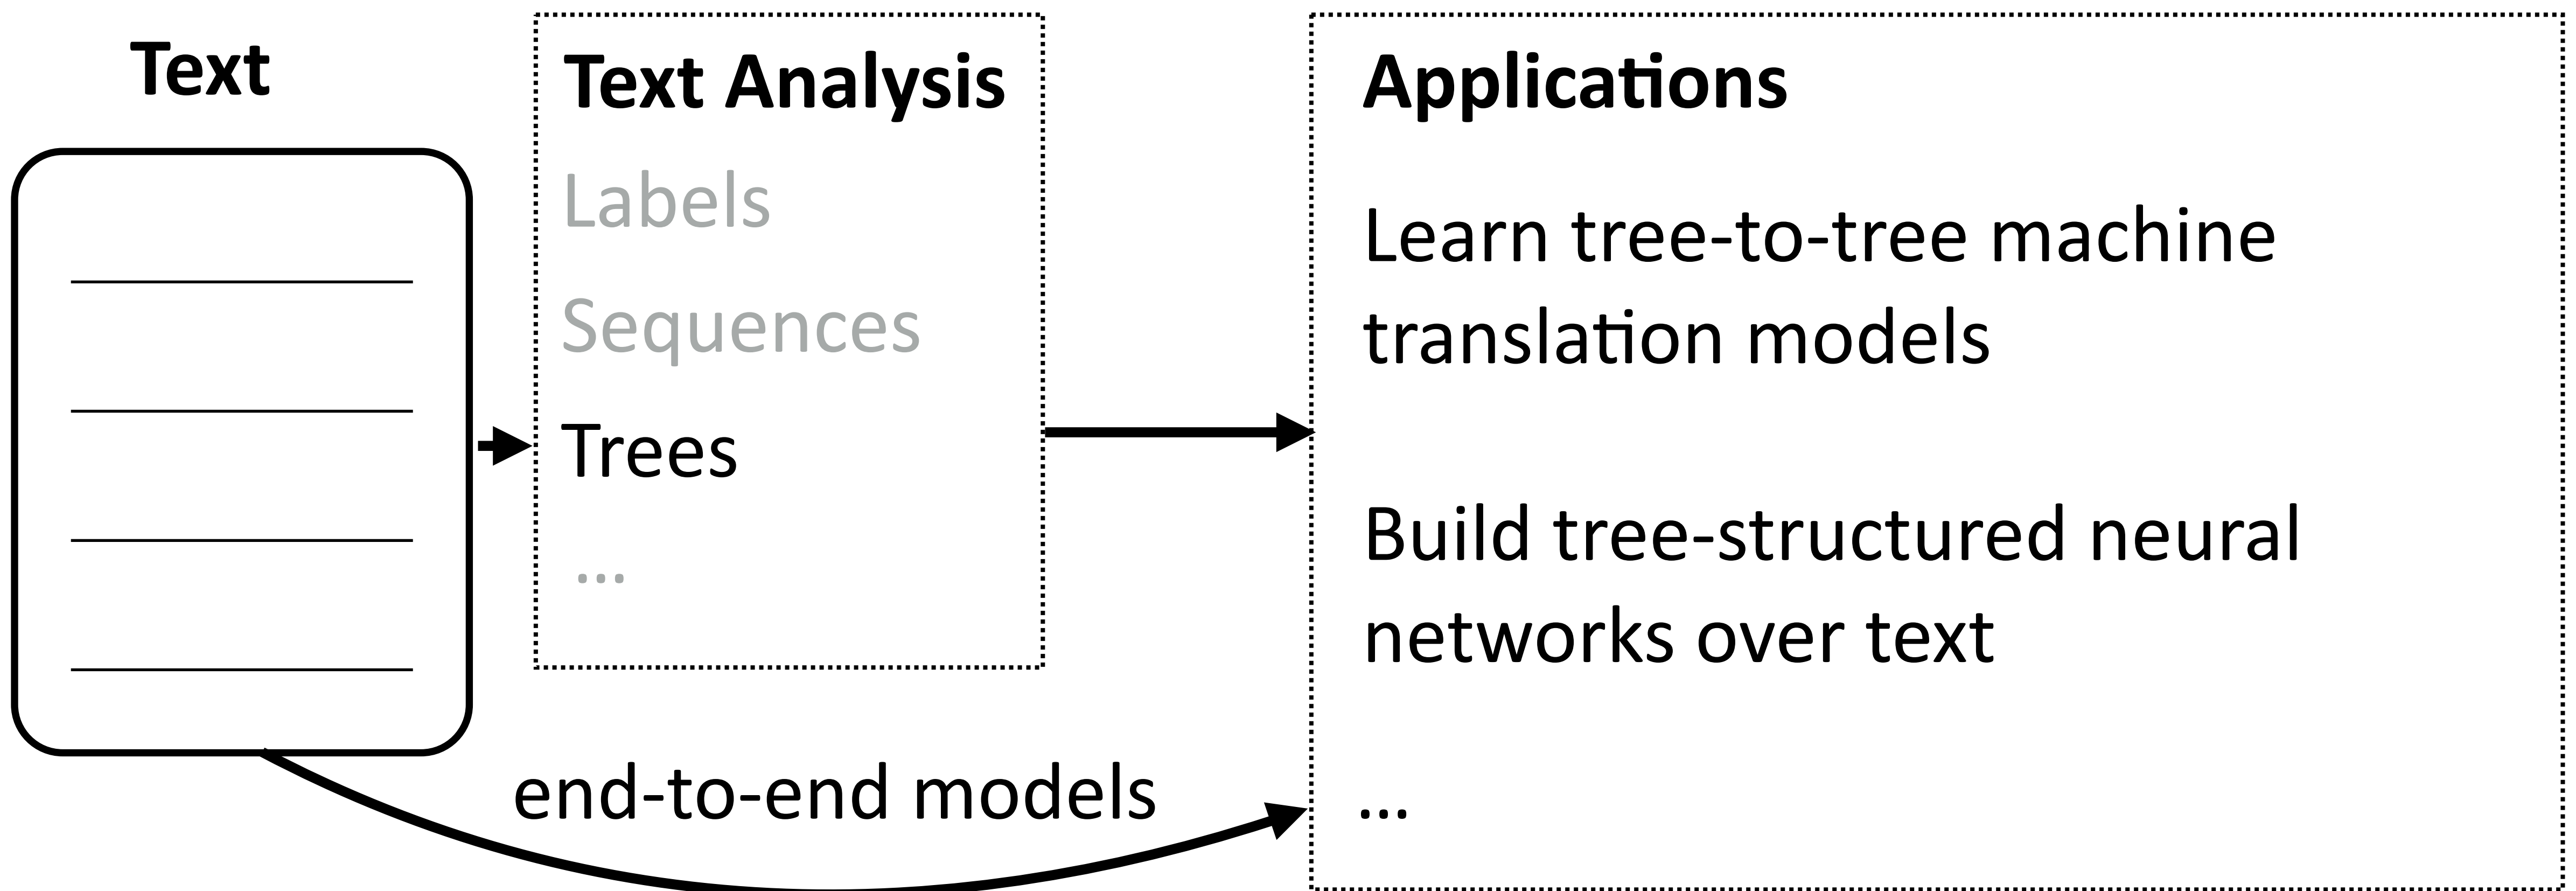 Text
Text Analysis
Labels
Sequences
Trees
...
Applications
Learn tree-to-tree machine
translation models
Build tree-structured neural
networks over text
...
end-to-end models